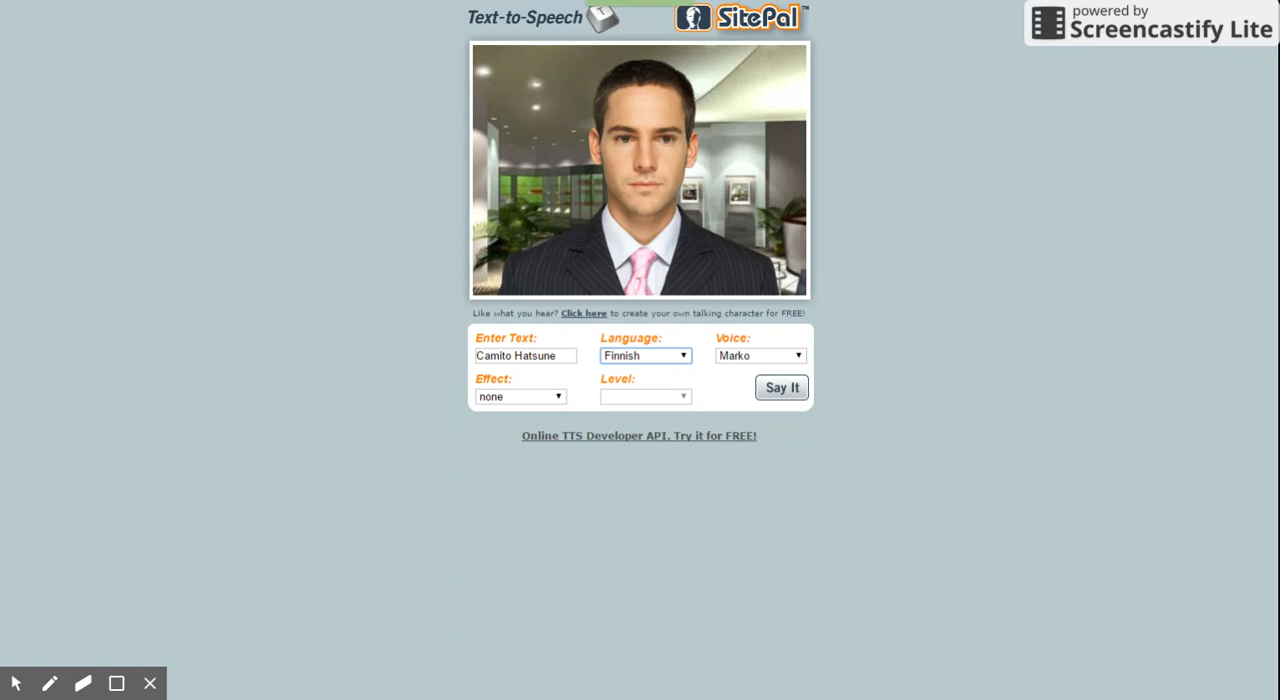 Text-to-Speech
SitePal™
powered by
Screencastify Lite
Like what you hear? Click here to create your own talking character for FREE!
Enter Text: Language: Voice:
Camito Hatsune Finnish Marko
Effect: Level:
none
Say It
Online TTS Developer API. Try it for FREE!